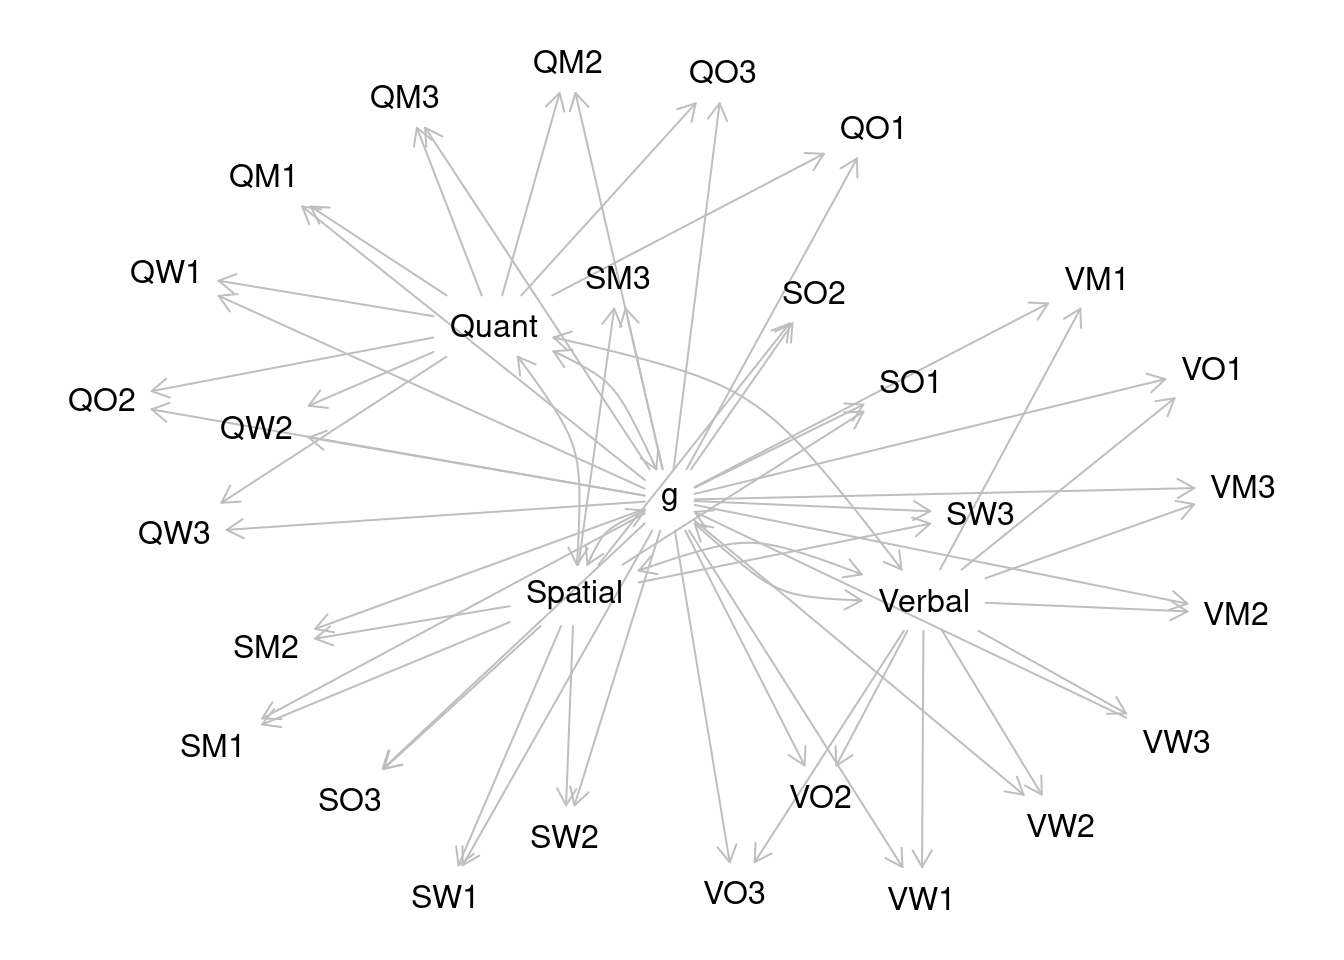 QM2
QO3
QM3
QO1
QM1
QW1
SM3
VM1
SO2
Quant
VO1
SO1
QO2
QW2
VM3
g
SW3
QW3
Spatial
Verbal
VM2
SM2
VW3
SM1
VO2
SO3
VW2
SW2
VO3
SW1
VW1